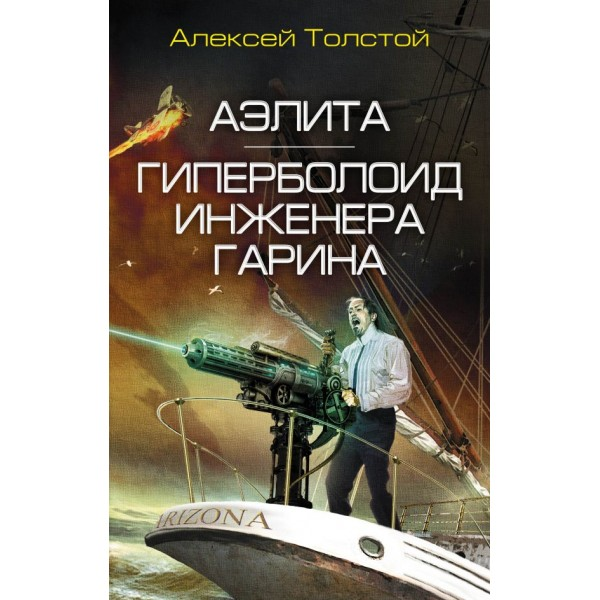 Алексей Толстой
АЭЛИТА
ГИПЕРБОЛОИД
ИНЖЕНЕРА
ГАРИНА
ARIZONA